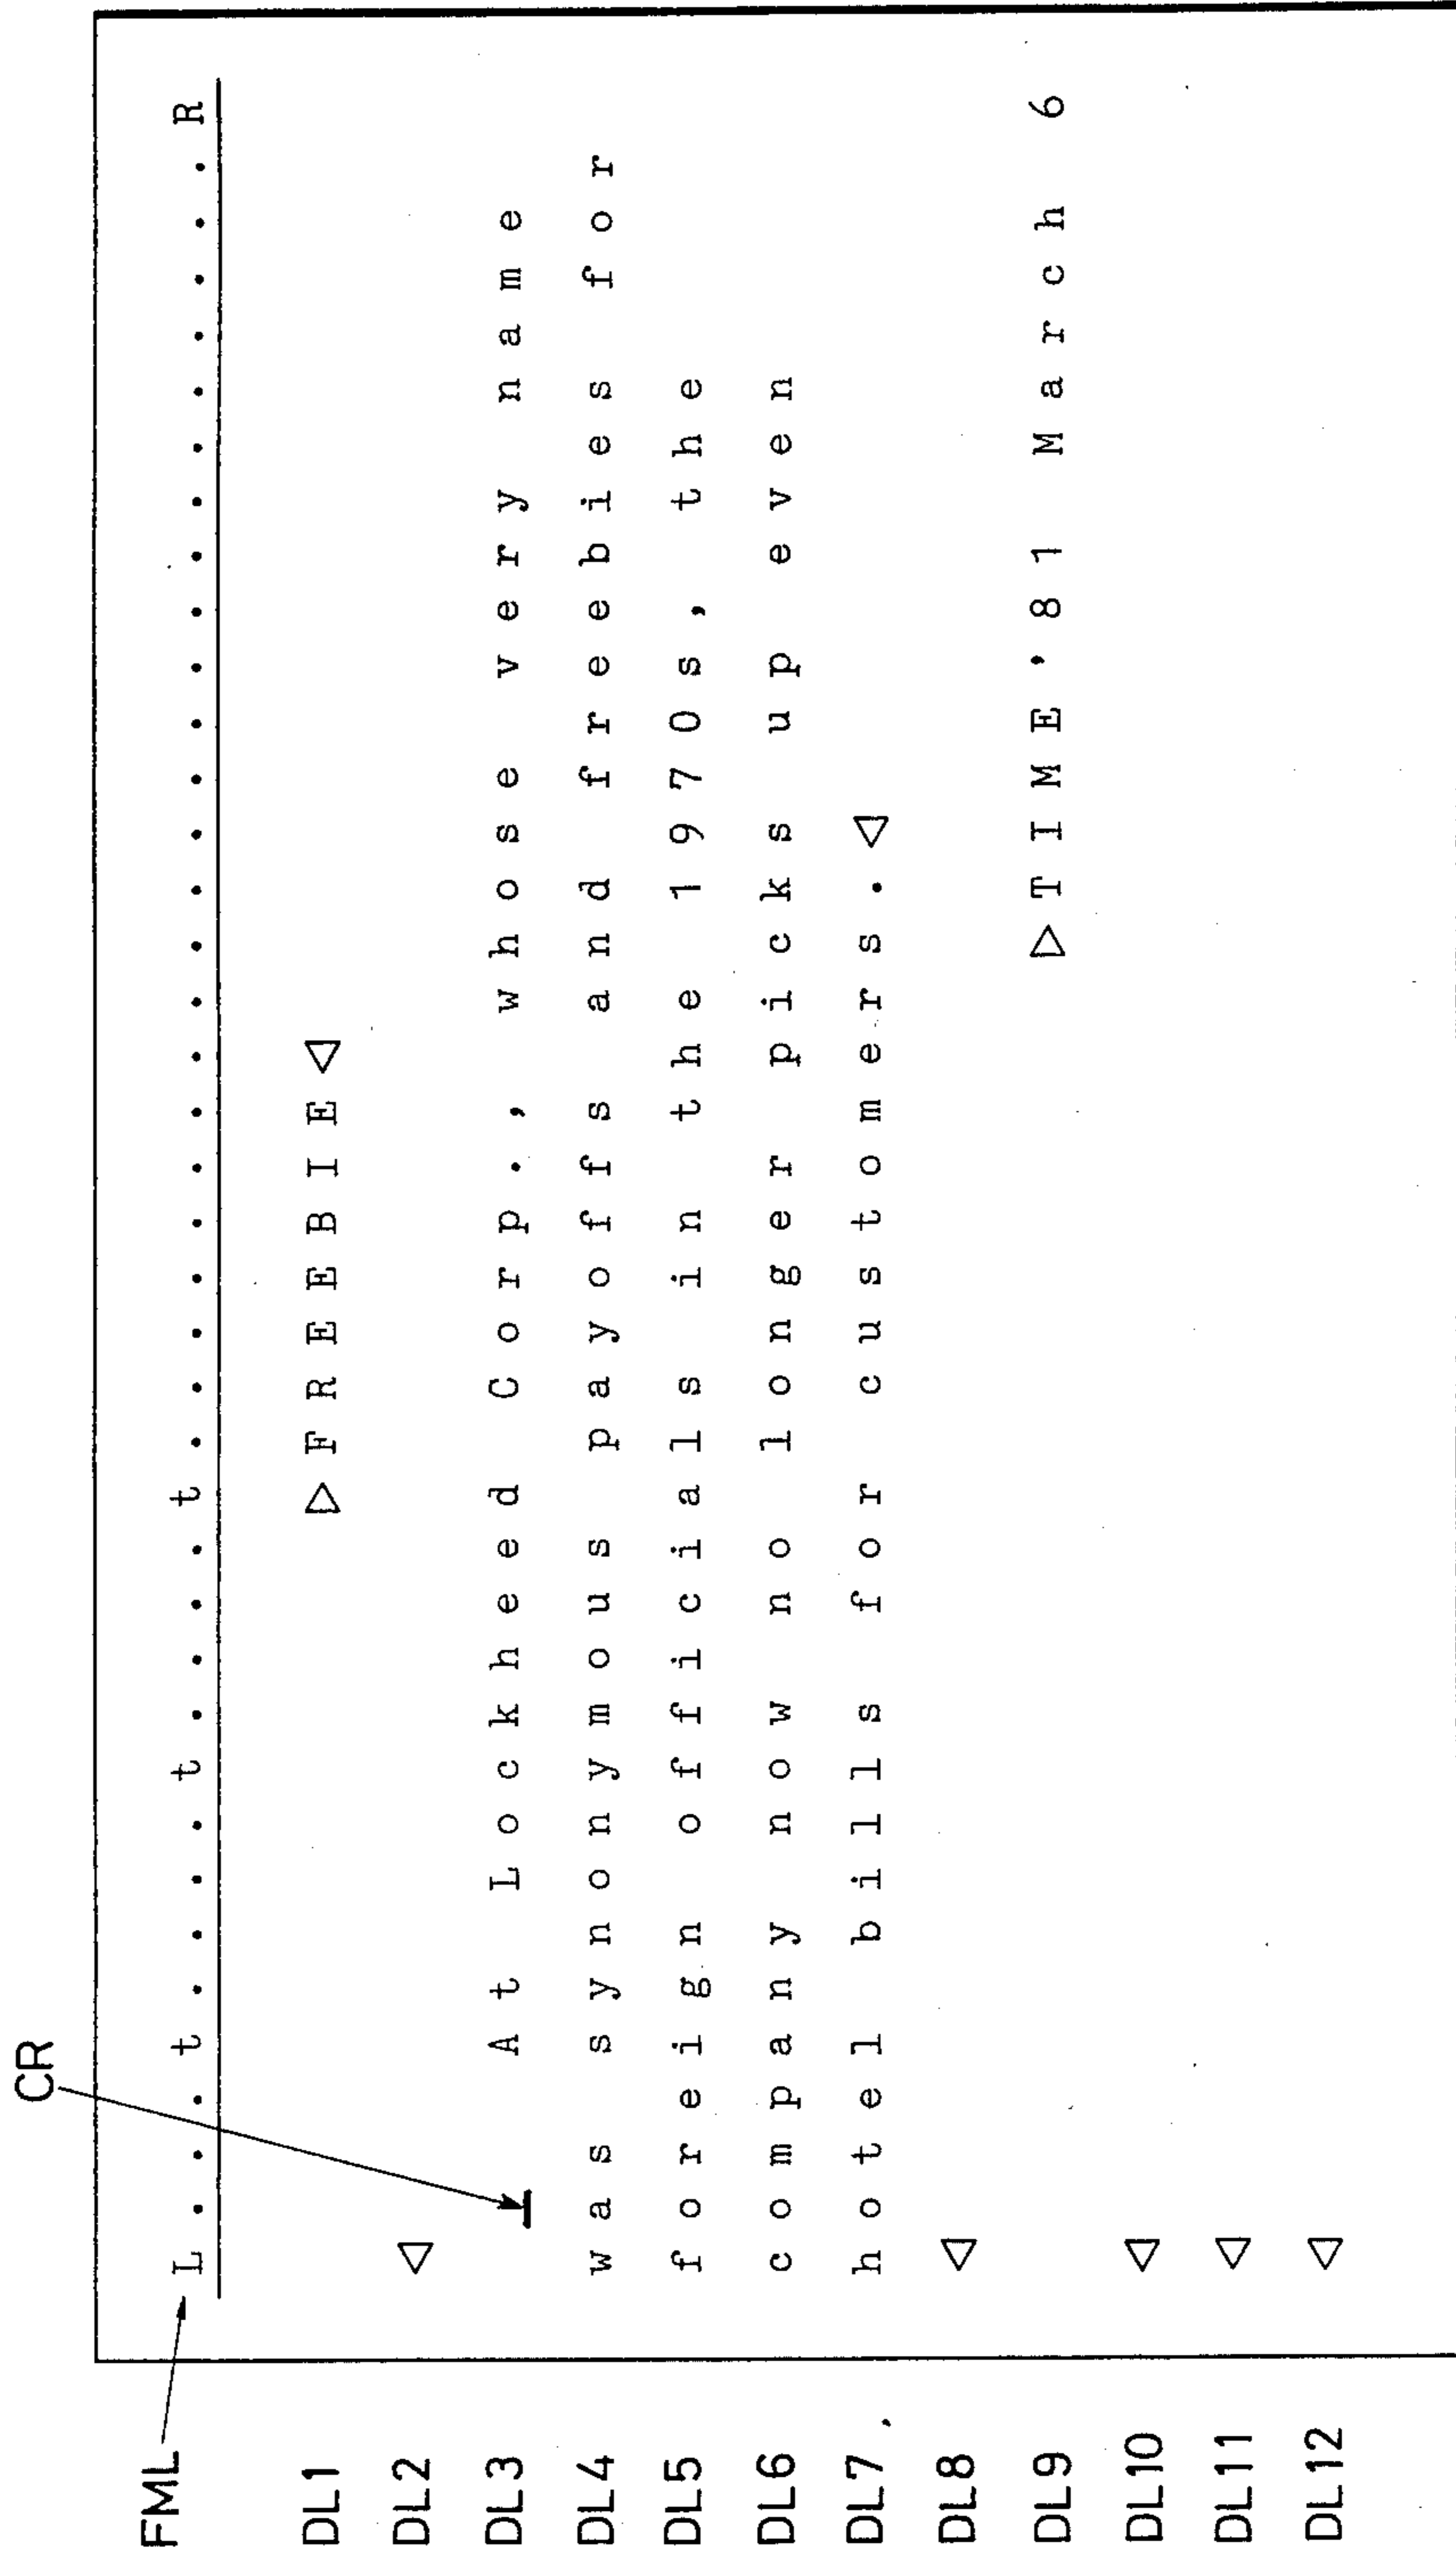 CR
FML L...t....t....t........................R
DL1 ▷FREEBIE◁
DL2 ◁
DL3 At Lockheed Corp., whose very name
DL4 was synonymous payoffs and freebies for
DL5 foreign officials in the 1970s, the
DL6 company now no longer picks up even
DL7 hotel bills for customers.◁
DL8 ◁
DL9 ▷TIME'81 March 6
DL10 ◁
DL11 ◁
DL12 ◁